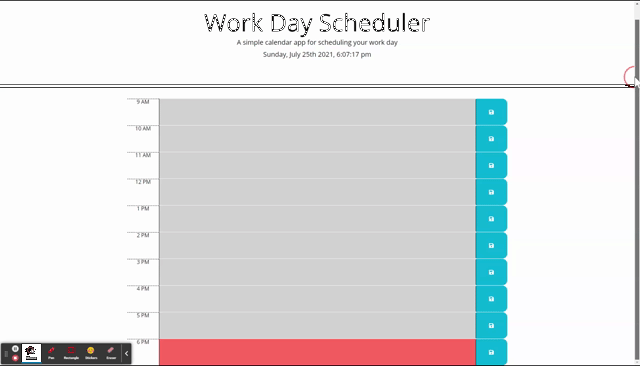 Work Day Scheduler
A simple calendar app for scheduling your work day
Sunday, July 25th 2021, 6:07:17 pm
9 AM
10 AM
11 AM
12 PM
1 PM
2 PM
3 PM
4 PM
5 PM
6 PM
Pen Rectangle Stickers Eraser